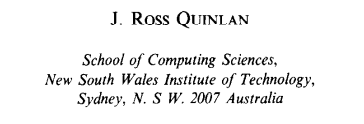 J. ROSS QUINLAN
School of Computing Sciences,
New South Wales Institute of Technology,
Sydney, N. S W. 2007 Australia